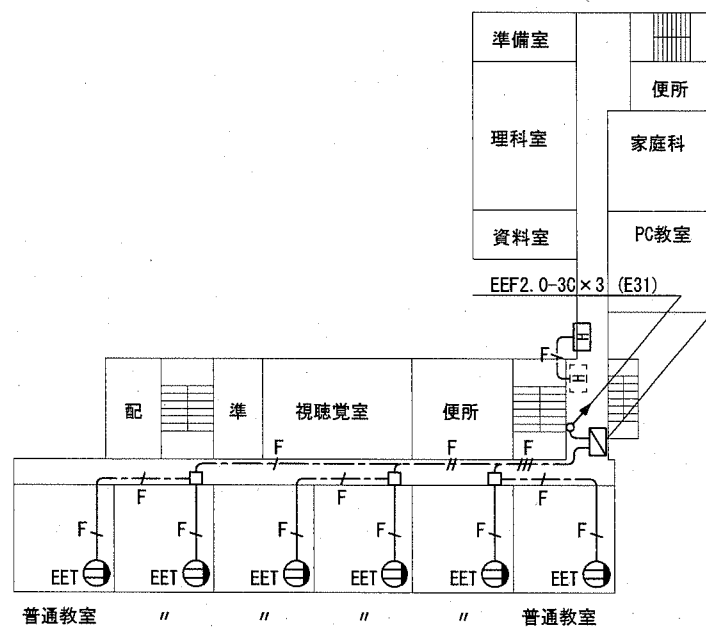 準備室
便所
理科室
家庭科
資料室
PC教室
EEF2.0-3C×3 (E31)
H
F
H
配
準
視聴覚室
便所
F
F
F
F
F
F
F
F
F
F
F
F
EET
EET
EET
EET
EET
EET
普通教室
〃
〃
〃
〃
普通教室